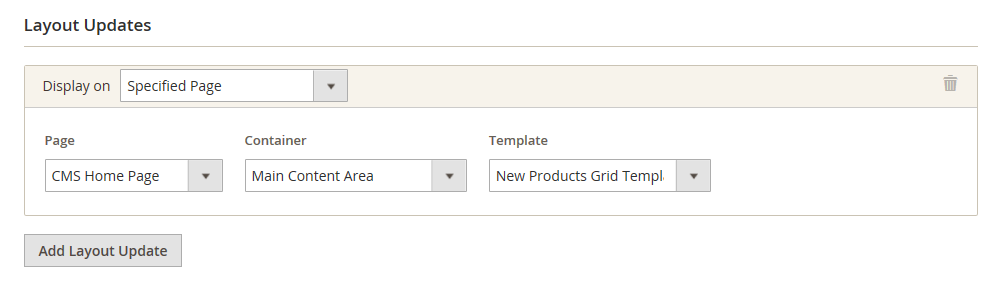 Layout Updates
Display on Specified Page
Page Container Template
CMS Home Page Main Content Area New Products Grid Templ
Add Layout Update